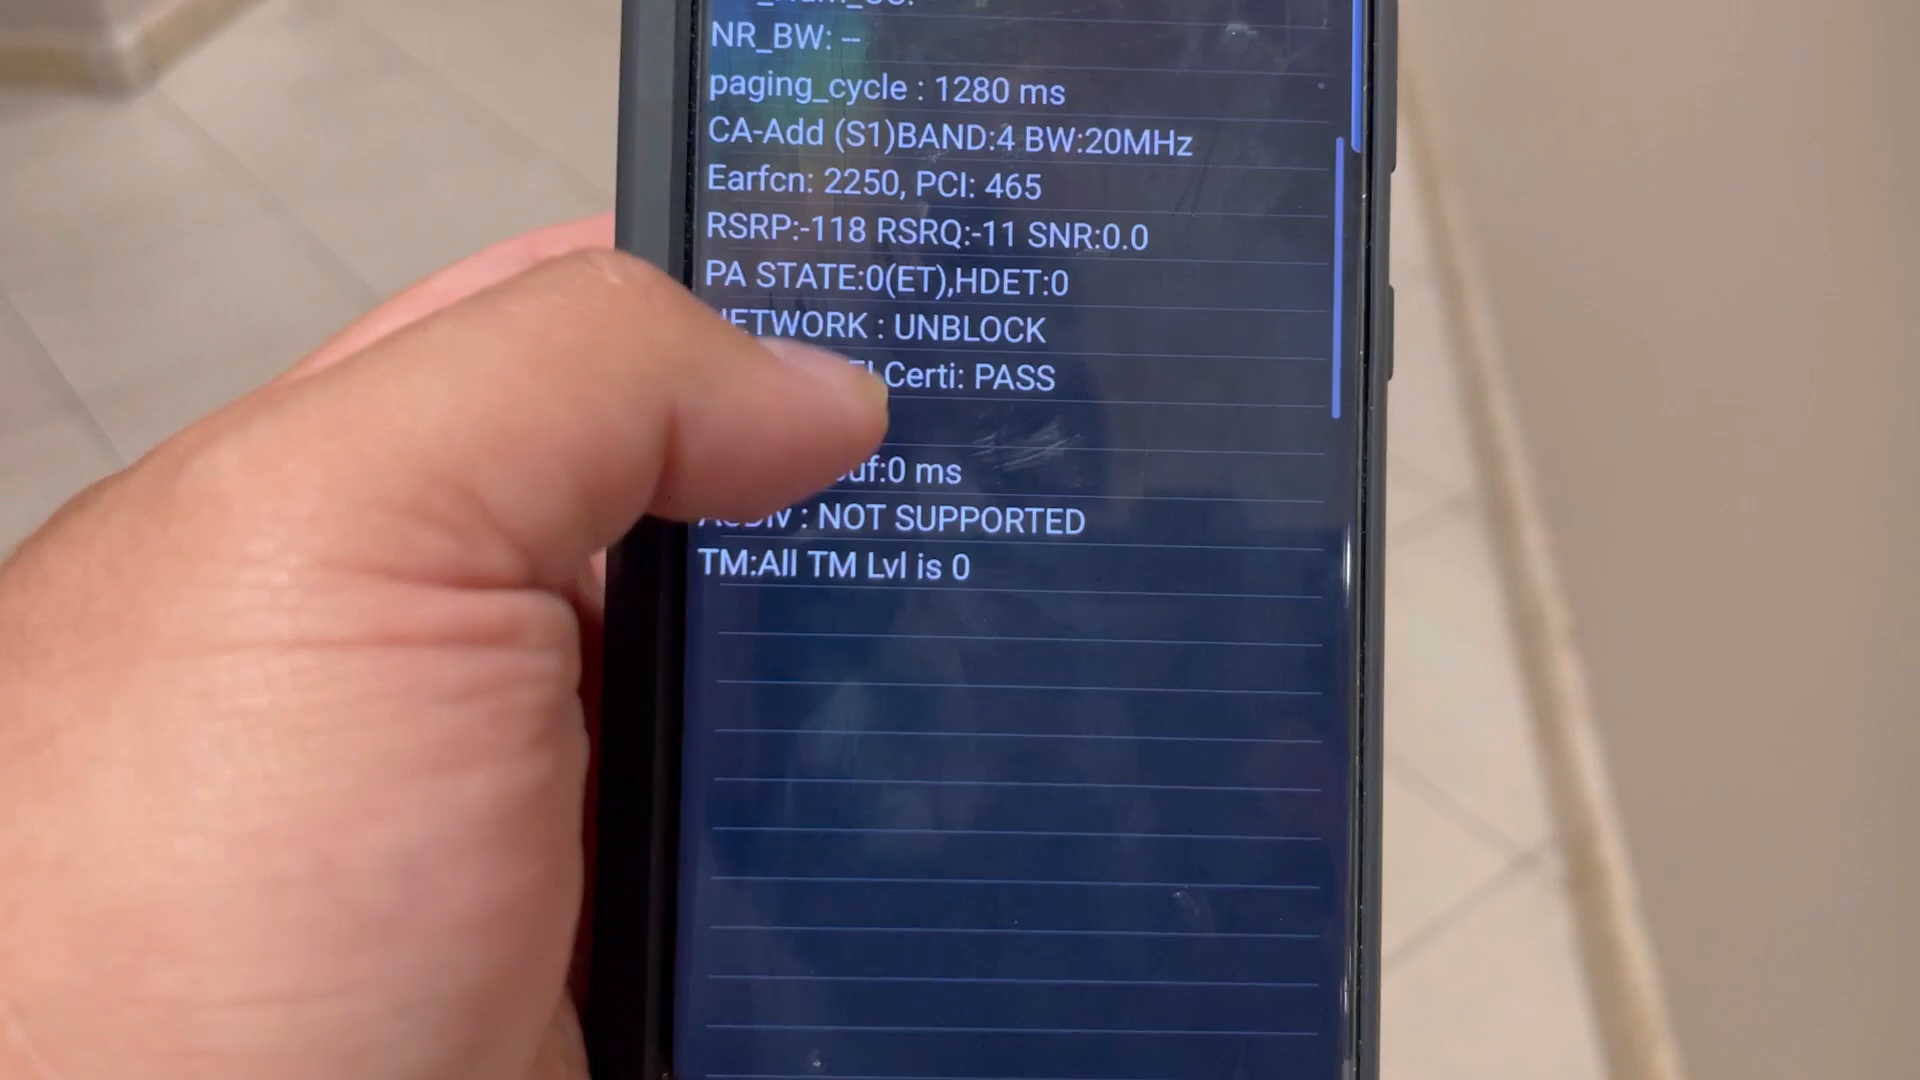 NR_BW: --
paging_cycle : 1280 ms
CA-Add (S1)BAND:4 BW:20MHz
Earfcn: 2250, PCI: 465
RSRP:-118 RSRQ:-11 SNR:0.0
PA STATE:0(ET),HDET:0
NETWORK : UNBLOCK
Certi: PASS
:0 ms
: NOT SUPPORTED
TM:All TM Lvl is 0